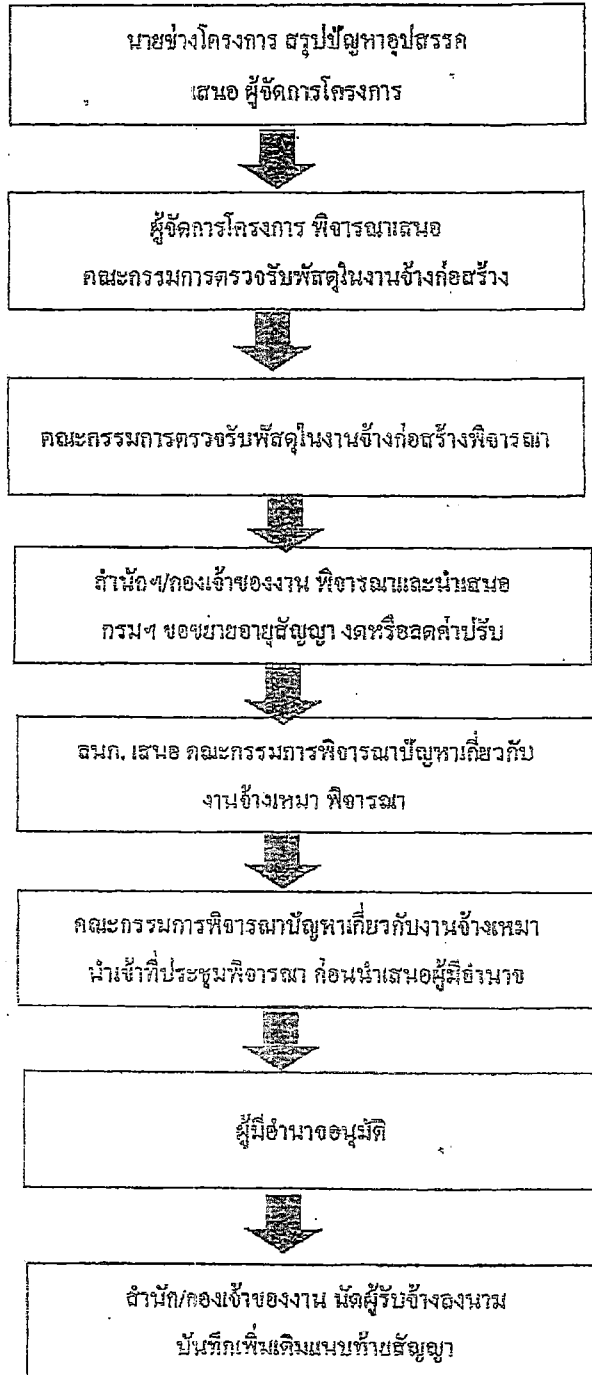 นายช่างโครงการ สรุปปัญหาอุปสรรค
เสนอ ผู้จัดการโครงการ
ผู้จัดการโครงการ พิจารณาเสนอ
คณะกรรมการตรวจรับพัสดุในงานจ้างก่อสร้าง
คณะกรรมการตรวจรับพัสดุในงานจ้างก่อสร้างพิจารณา
สำนักฯ/กองเจ้าของงาน พิจารณาและนำเสนอ
กรมฯ ขอขยายอายุสัญญา งดหรือลดค่าปรับ
ลนก. เสนอ คณะกรรมการพิจารณาปัญหาเกี่ยวกับ
งานจ้างเหมา พิจารณา
คณะกรรมการพิจารณาปัญหาเกี่ยวกับงานจ้างเหมา
นำเข้าที่ประชุมพิจารณา ก่อนนำเสนอผู้มีอำนาจ
ผู้มีอำนาจอนุมัติ
สำนัก/กองเจ้าของงาน นัดผู้รับจ้างลงนาม
บันทึกเพิ่มเติมแนบท้ายสัญญา